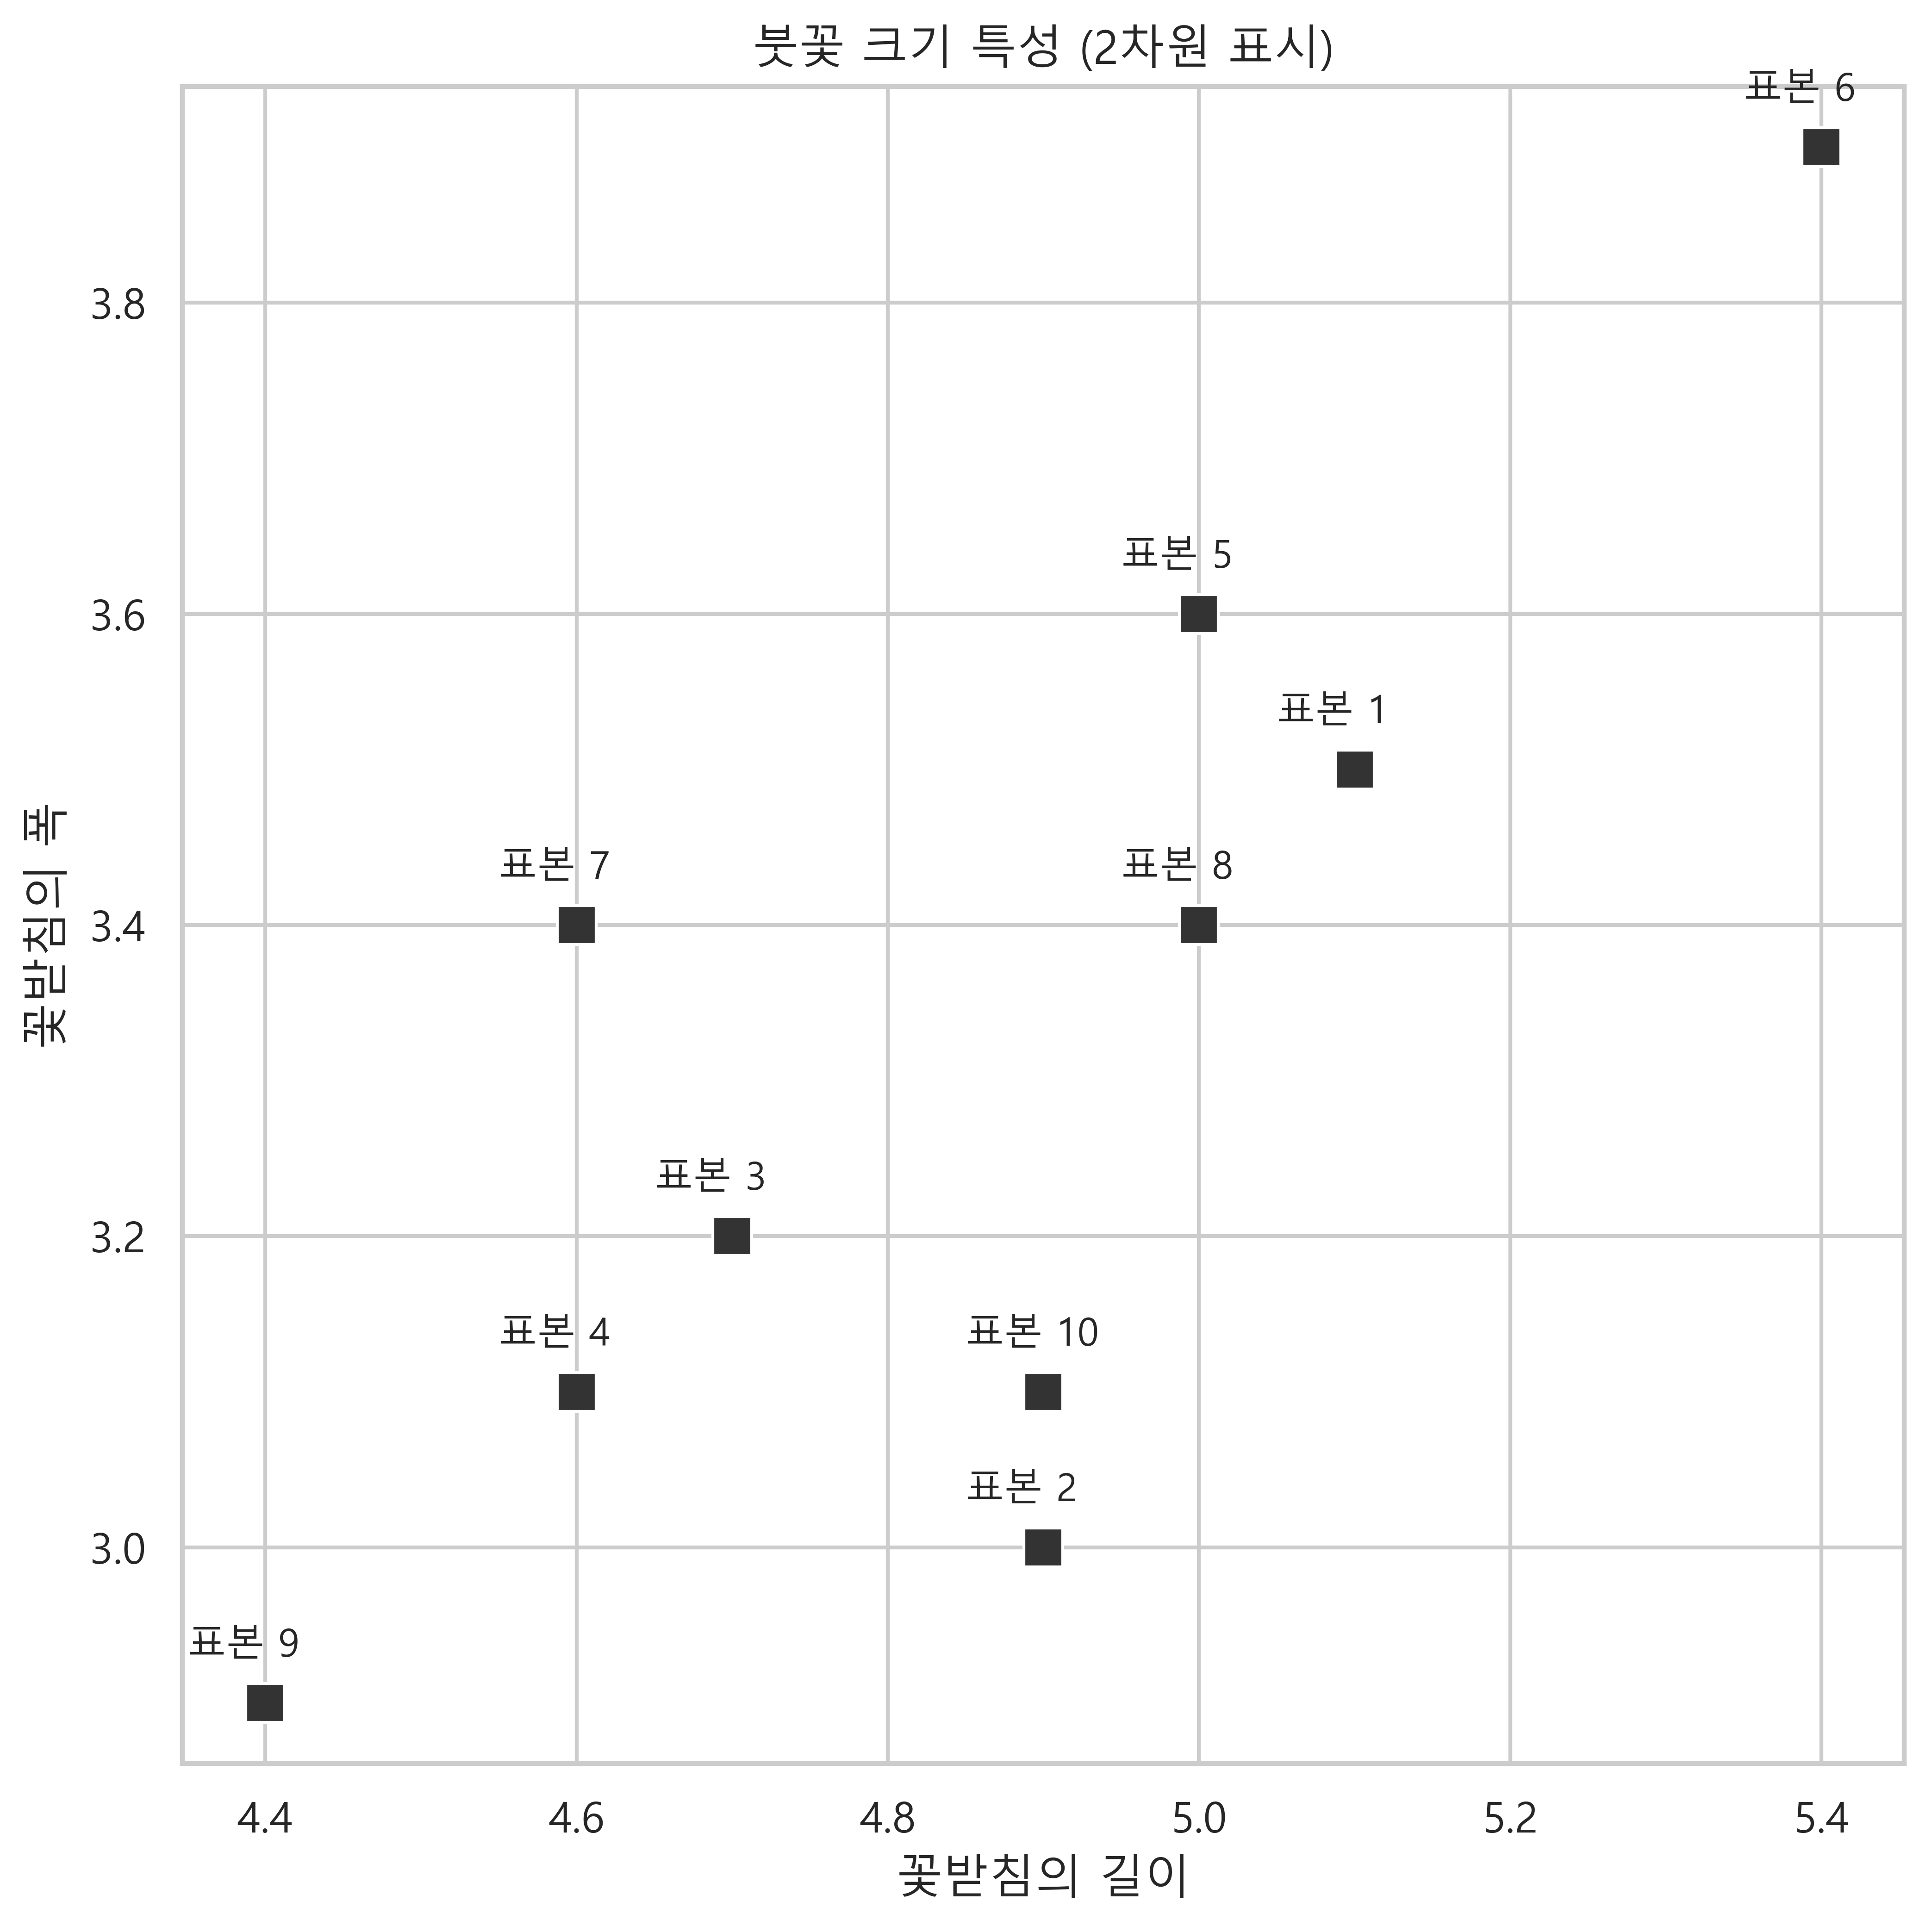 붓꽃 크기 특성 (2차원 표시)
표본 6
3.8
표본 5
3.6
표본 1
표본 7
표본 8
3.4
표본 3
3.2
표본 4
표본 10
표본 2
3.0
표본 9
꽃받침의 폭
4.4 4.6 4.8 5.0 5.2 5.4
꽃받침의 길이